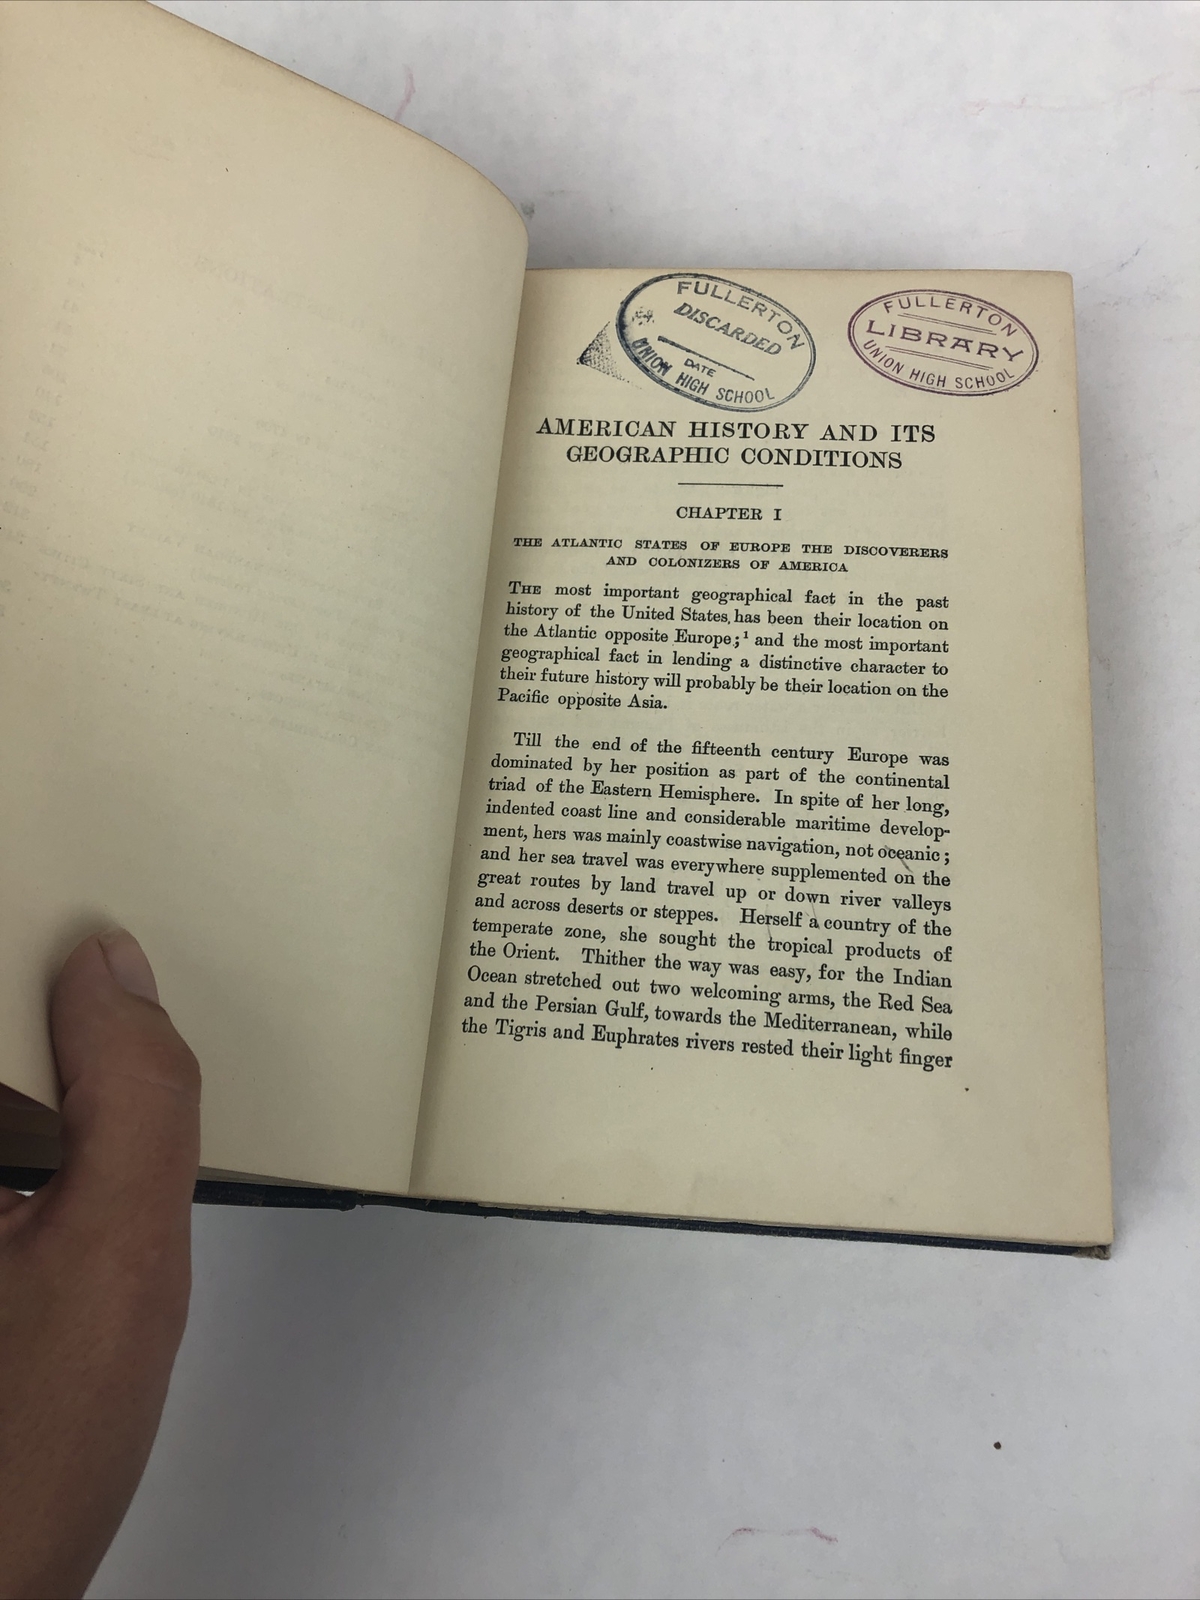 FULLERTON
DISCARDED
DATE
UNION HIGH SCHOOL
FULLERTON
LIBRARY
UNION HIGH SCHOOL
AMERICAN HISTORY AND ITS
GEOGRAPHIC CONDITIONS
CHAPTER I
THE ATLANTIC STATES OF EUROPE THE DISCOVERERS
AND COLONIZERS OF AMERICA
THE most important geographical fact in the past
history of the United States has been their location on
the Atlantic opposite Europe;¹ and the most important
geographical fact in lending a distinctive character to
their future history will probably be their location on the
Pacific opposite Asia.
Till the end of the fifteenth century Europe was
dominated by her position as part of the continental
triad of the Eastern Hemisphere. In spite of her long,
indented coast line and considerable maritime develop-
ment, hers was mainly coastwise navigation, not oceanic;
and her sea travel was everywhere supplemented on the
great routes by land travel up or down river valleys
and across deserts or steppes. Herself a country of the
temperate zone, she sought the tropical products of
the Orient. Thither the way was easy, for the Indian
Ocean stretched out two welcoming arms, the Red Sea
and the Persian Gulf, towards the Mediterranean, while
the Tigris and Euphrates rivers rested their light finger